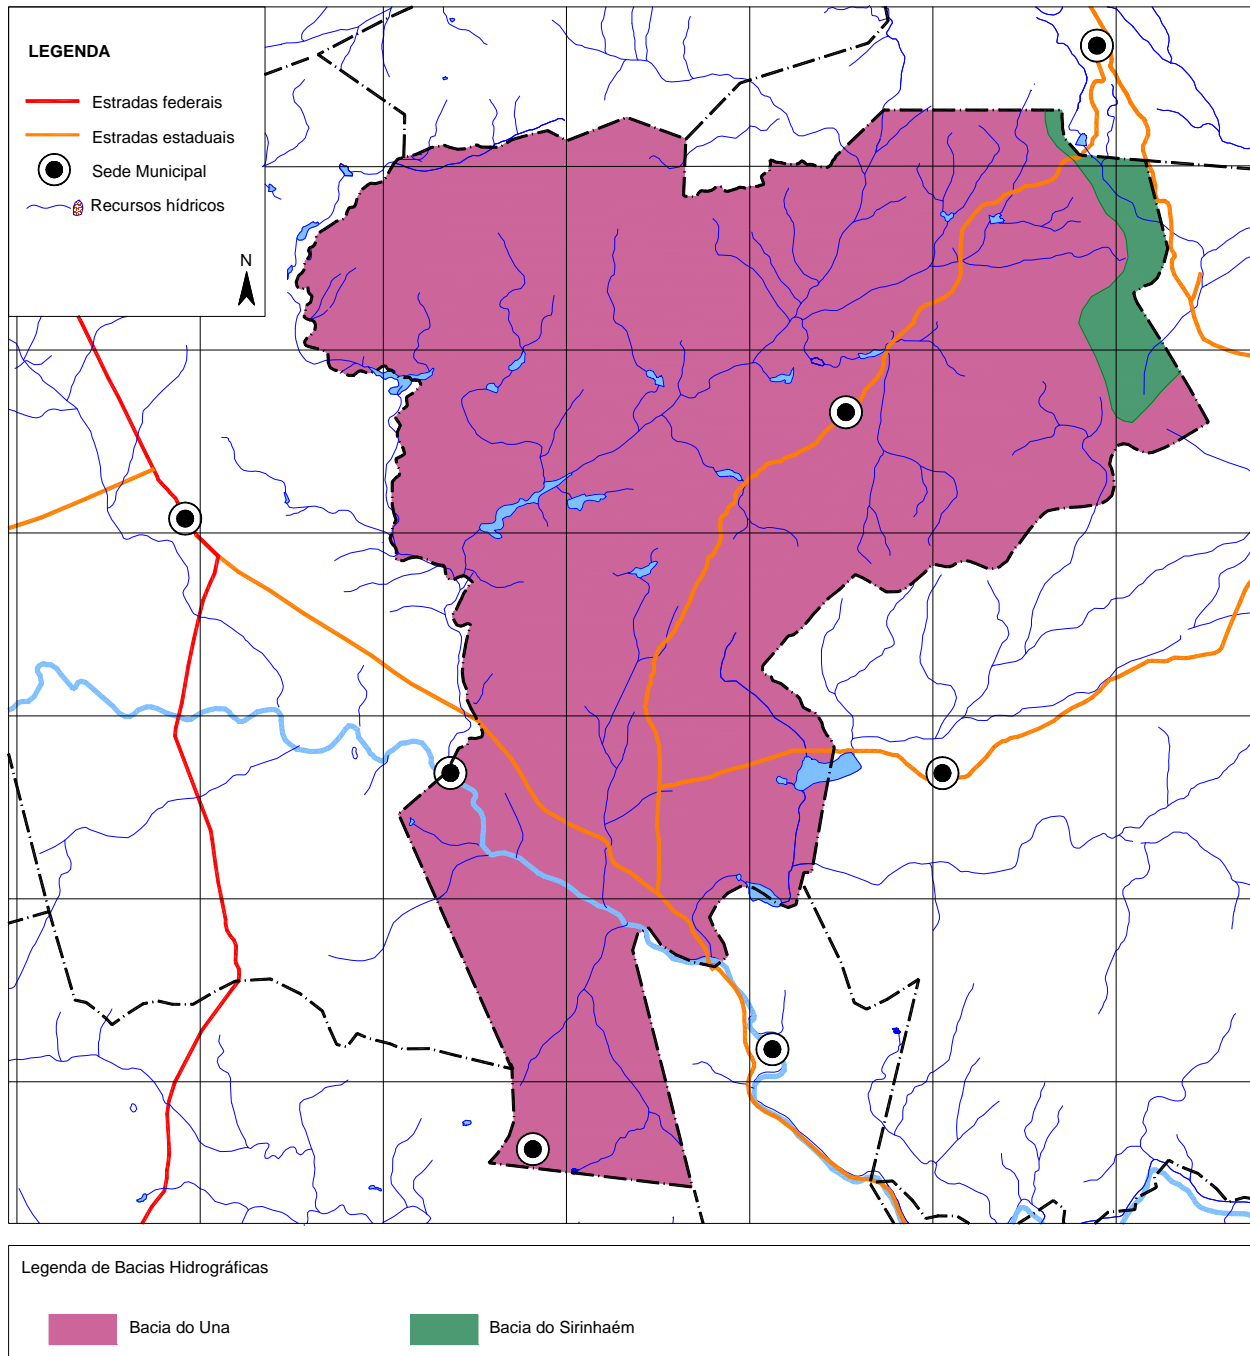 LEGENDA
Estradas federais
Estradas estaduais
Sede Municipal
Recursos hídricos
N
Legenda de Bacias Hidrográficas
Bacia do Una
Bacia do Sirinhaém